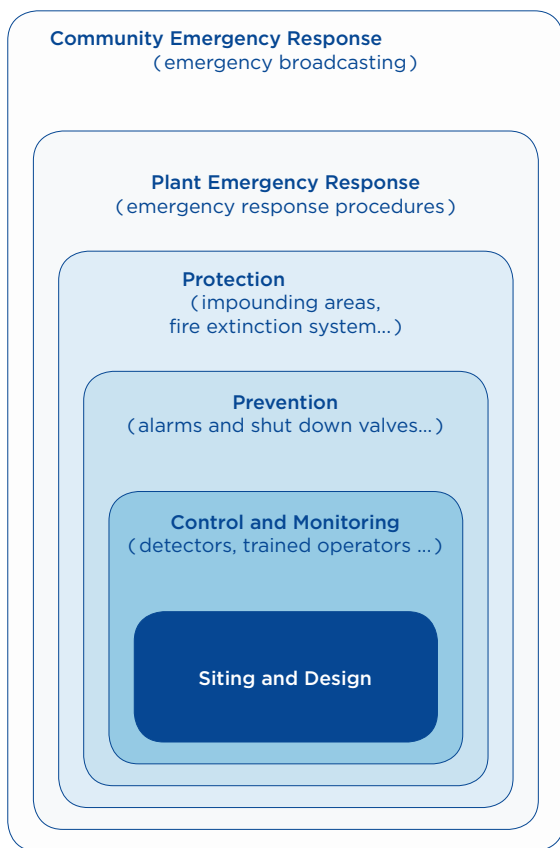 Community Emergency Response
(emergency broadcasting)
Plant Emergency Response
(emergency response procedures)
Protection
(impounding areas,
fire extinction system...)
Prevention
(alarms and shut down valves...)
Control and Monitoring
(detectors, trained operators ...)
Siting and Design